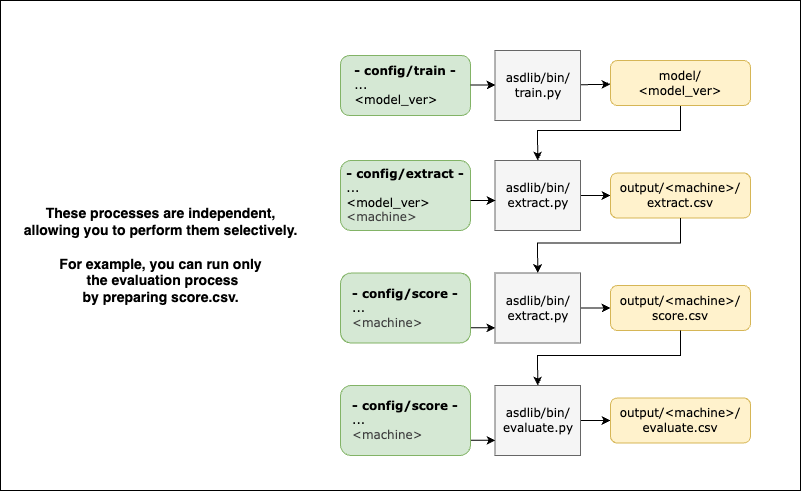 - config/train -
...
<model_ver>
asdlib/bin/
train.py
model/
<model_ver>
- config/extract -
...
<model_ver>
<machine>
asdlib/bin/
extract.py
output/<machine>/
extract.csv
These processes are independent,
allowing you to perform them selectively.
For example, you can run only
the evaluation process
by preparing score.csv.
- config/score -
...
<machine>
asdlib/bin/
extract.py
output/<machine>/
score.csv
- config/score -
...
<machine>
asdlib/bin/
evaluate.py
output/<machine>/
evaluate.csv